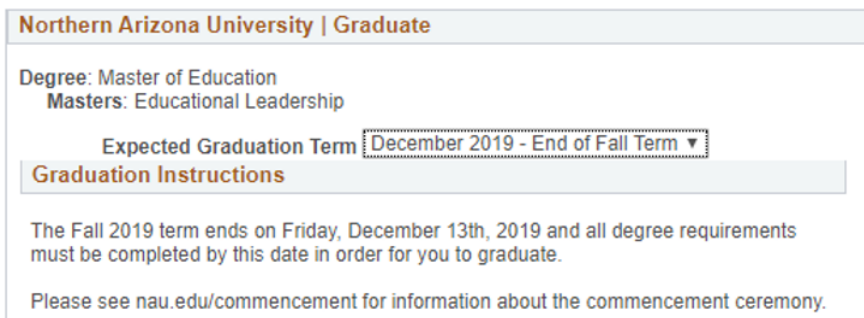 Northern Arizona University | Graduate
Degree: Master of Education
Masters: Educational Leadership
Expected Graduation Term December 2019 - End of Fall Term ▼
Graduation Instructions
The Fall 2019 term ends on Friday, December 13th, 2019 and all degree requirements
must be completed by this date in order for you to graduate.
Please see nau.edu/commencement for information about the commencement ceremony.